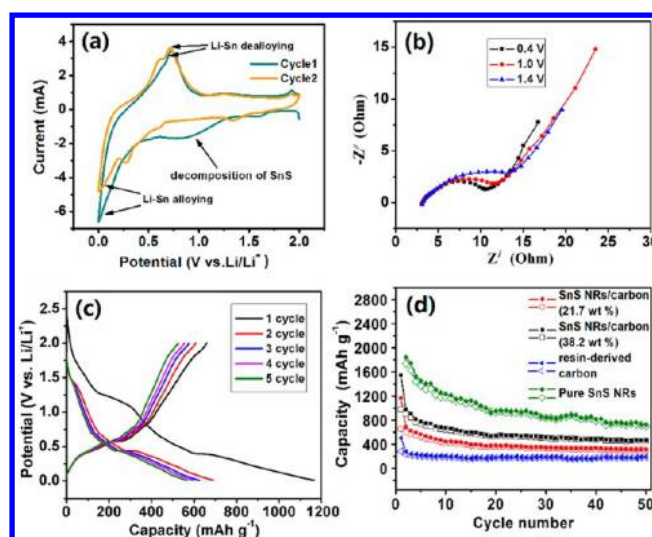 (a)
Li-Sn dealloying
Cycle1
Cycle2
decomposition of SnS
Li-Sn alloying
4
2
0
-2
-4
-6
Current (mA)
0.0 0.5 1.0 1.5 2.0
Potential (V vs.Li/Li⁺)
(b)
0.4 V
1.0 V
1.4 V
-15
-10
-5
0
-Z^/ (Ohm)
0 5 10 15 20 25 30
Z^/ (Ohm)
(c)
1 cycle
2 cycle
3 cycle
4 cycle
5 cycle
2.5
2.0
1.5
1.0
0.5
0.0
Potential (V vs. Li/Li⁺)
0 200 400 600 800 1000 1200
Capacity (mAh g⁻¹)
(d)
SnS NRs/carbon
(21.7 wt %)
SnS NRs/carbon
(38.2 wt %)
resin-derived
carbon
Pure SnS NRs
2800
2400
2000
1600
1200
800
400
0
Capacity (mAh g⁻¹)
0 10 20 30 40 50
Cycle number